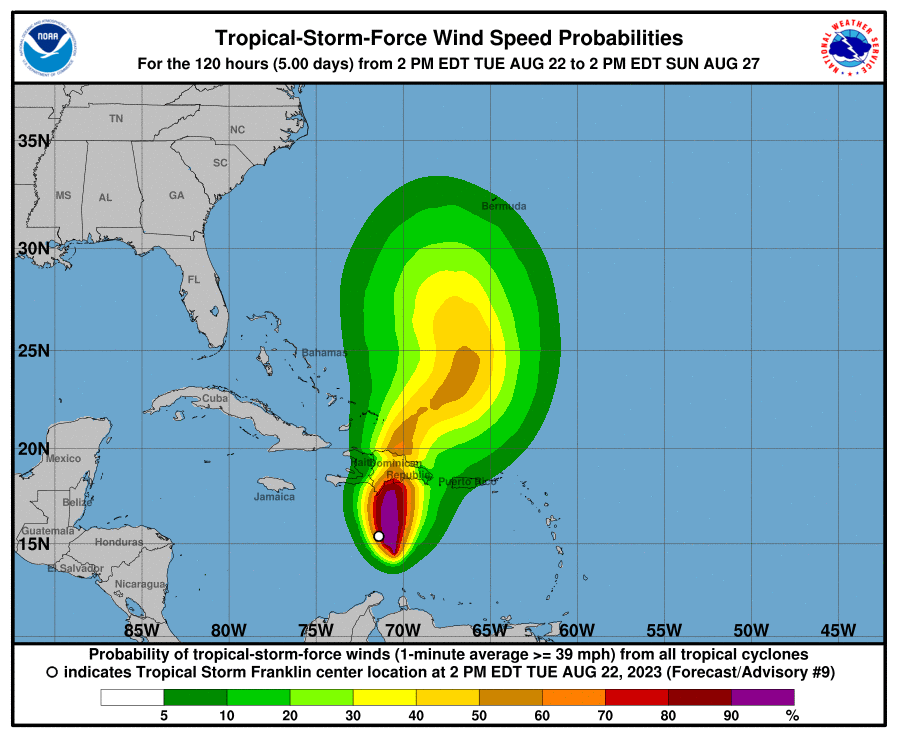 Tropical-Storm-Force Wind Speed Probabilities
For the 120 hours (5.00 days) from 2 PM EDT TUE AUG 22 to 2 PM EDT SUN AUG 27
NOAA
NATIONAL WEATHER SERVICE
TN
NC
35N
SC
MS
AL
GA
Bermuda
30N
FL
25N
Bahamas
Cuba
20N
Mexico
Haiti
Dominican
Republic
Puerto Rico
Jamaica
Belize
Guatemala
15N
Honduras
El Salvador
Nicaragua
85W 80W 75W 70W 65W 60W 55W 50W 45W
Probability of tropical-storm-force winds (1-minute average >= 39 mph) from all tropical cyclones
O indicates Tropical Storm Franklin center location at 2 PM EDT TUE AUG 22, 2023 (Forecast/Advisory #9)
5 10 20 30 40 50 60 70 80 90 %